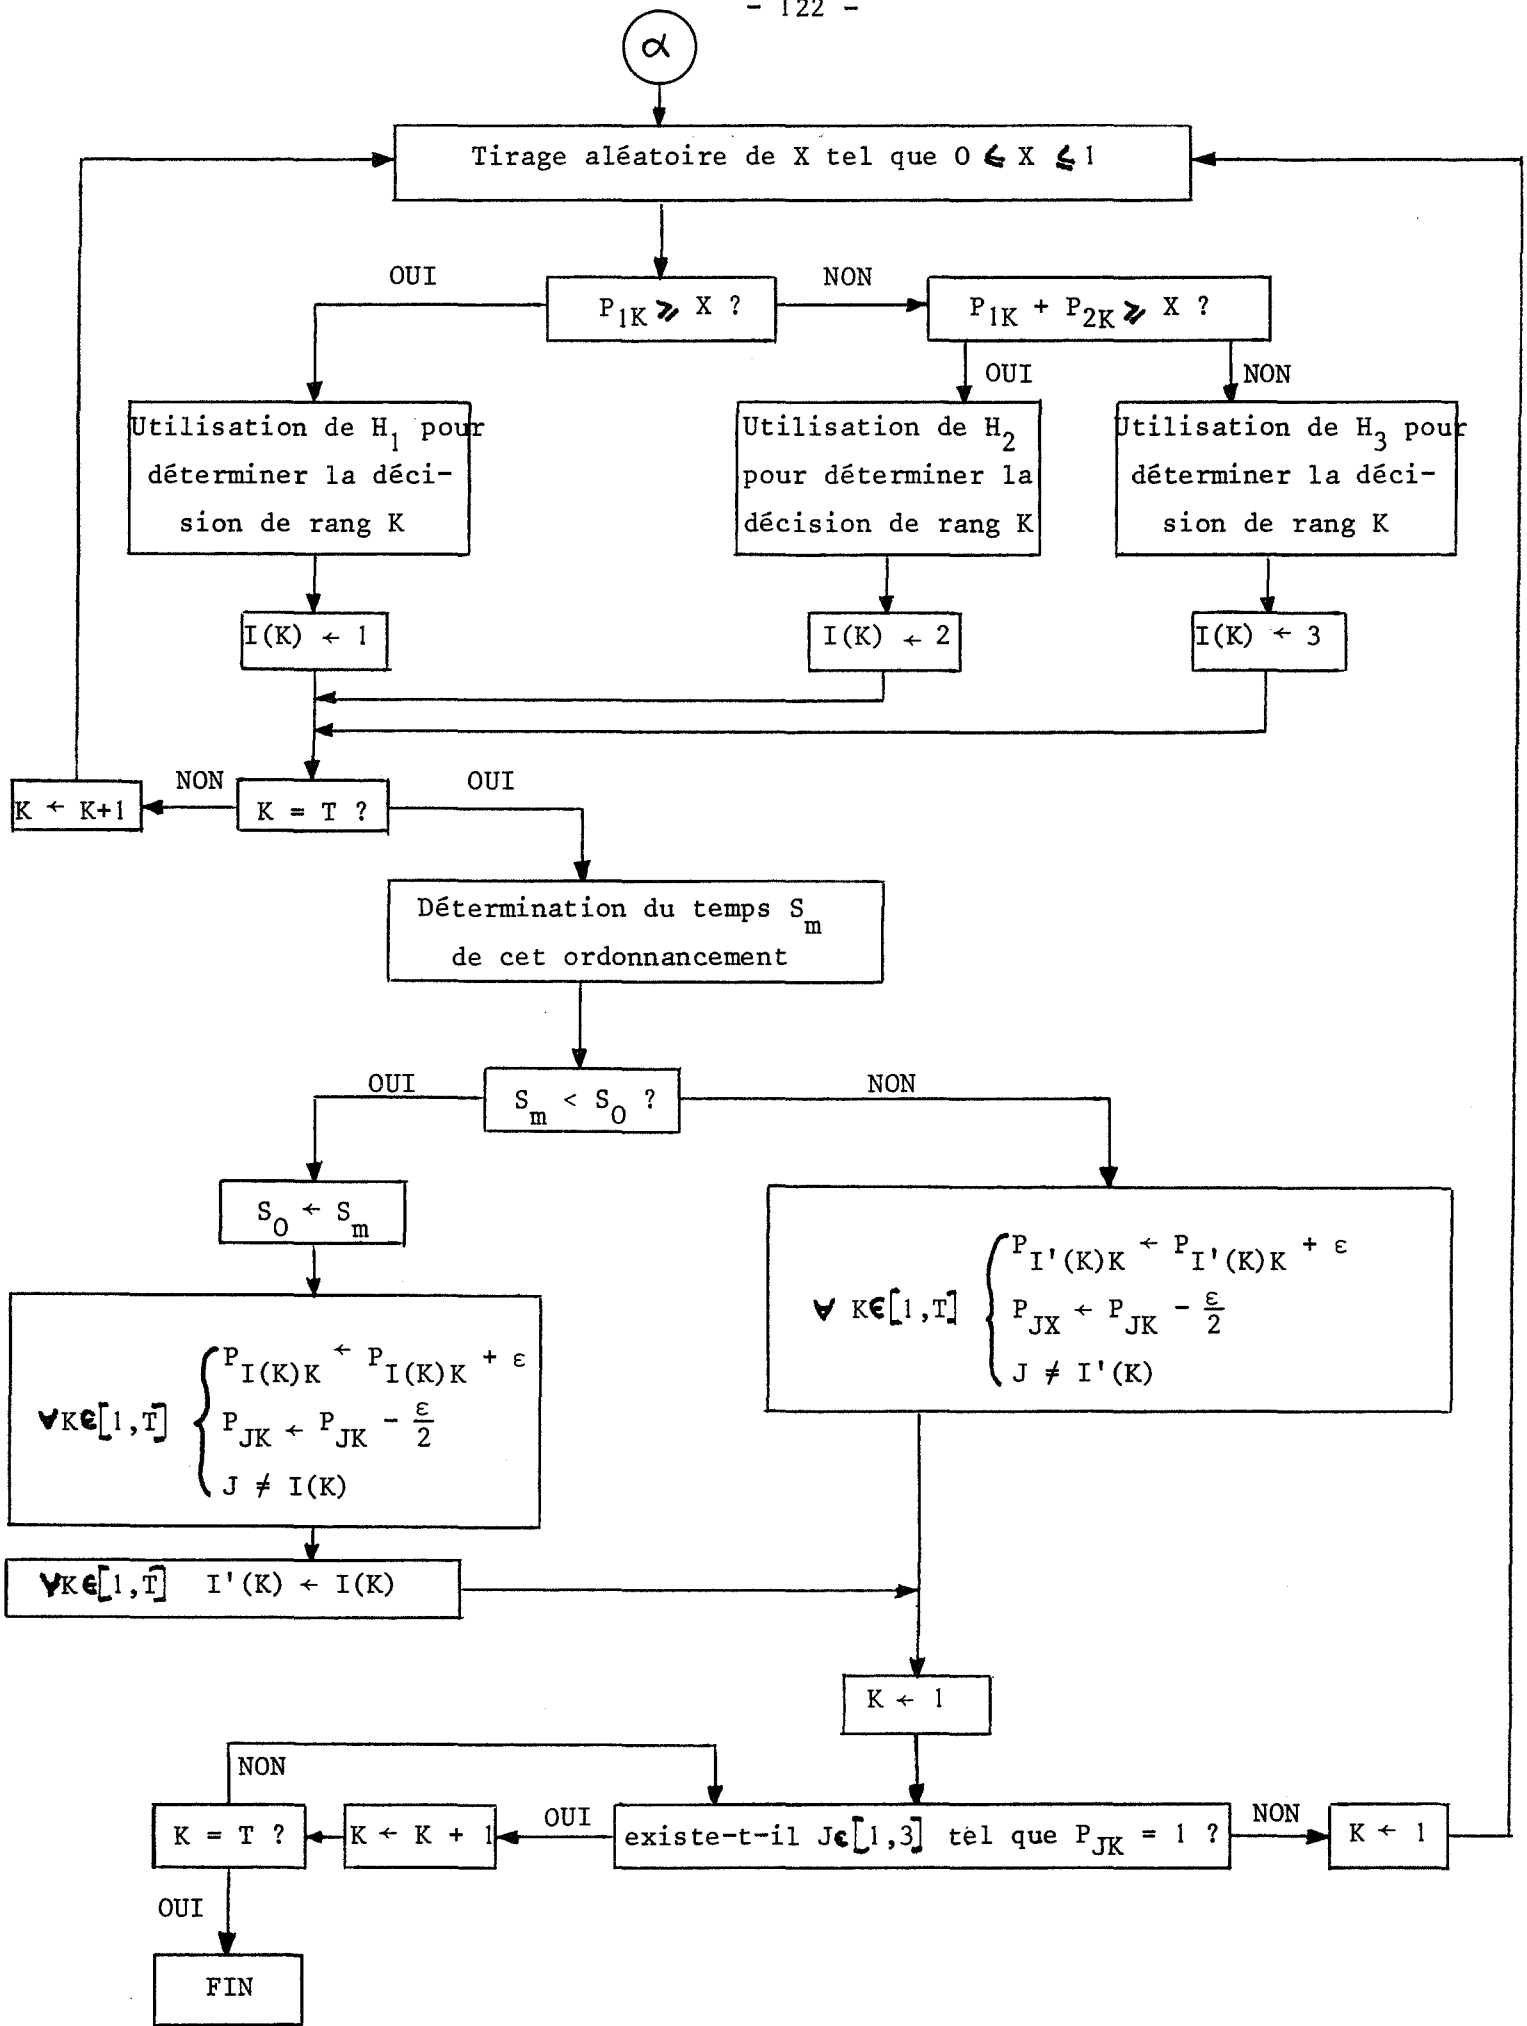 - 122 -
α
Tirage aléatoire de X tel que 0 ⩽ X ⩽ 1
OUI
P1K ⩾ X ?
NON
P1K + P2K ⩾ X ?
OUI
NON
Utilisation de H1 pour
déterminer la déci-
sion de rang K
Utilisation de H2
pour déterminer la
décision de rang K
Utilisation de H3 pour
déterminer la déci-
sion de rang K
I(K) ← 1
I(K) ← 2
I(K) ← 3
K ← K+1
NON
K = T ?
OUI
Détermination du temps Sm
de cet ordonnancement
OUI
Sm < SO ?
NON
SO ← Sm
∀ K∈[1,T]
PI'(K)K ← PI'(K)K + ε
PJX ← PJK - ε/2
J ≠ I'(K)
∀K∈[1,T]
PI(K)K ← PI(K)K + ε
PJK ← PJK - ε/2
J ≠ I(K)
∀K∈[1,T] I'(K) ← I(K)
K ← 1
NON
K = T ?
K ← K + 1
OUI
existe-t-il J∈[1,3] tel que PJK = 1 ?
NON
K ← 1
OUI
FIN